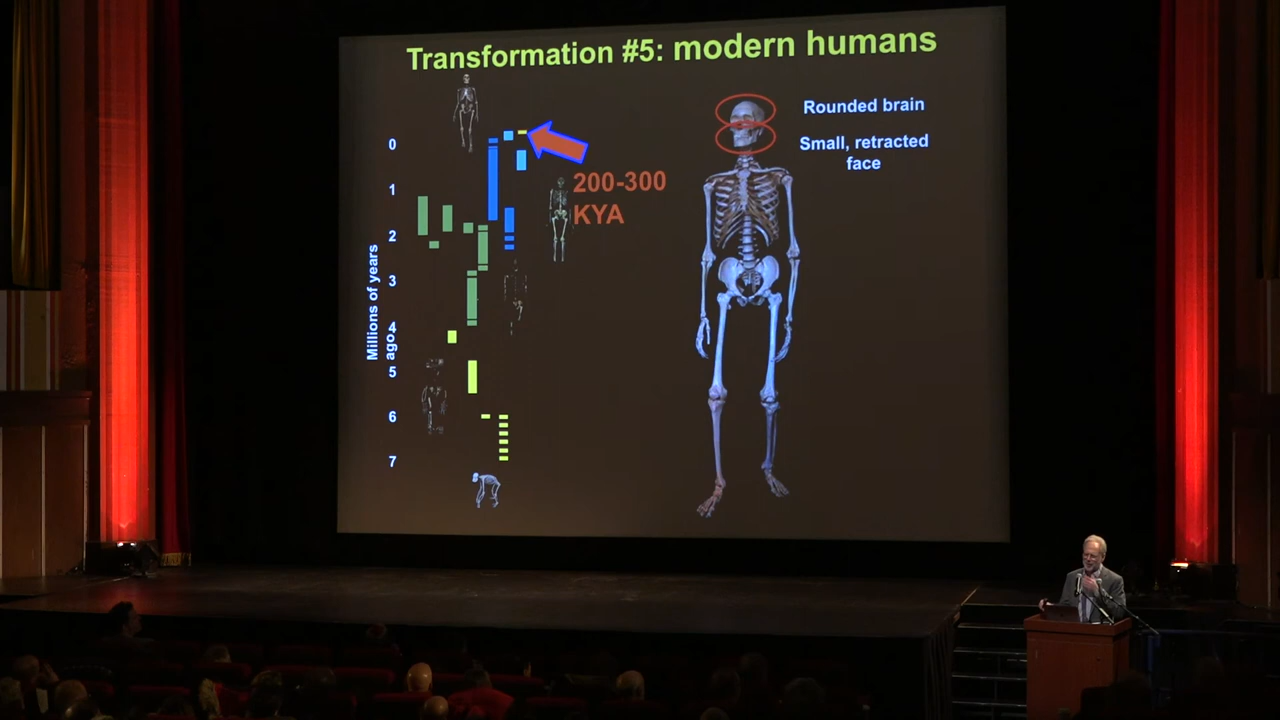 Transformation #5: modern humans
Rounded brain
Small, retracted
face
200-300
KYA
Millions of years
ago
0
1
2
3
4
5
6
7